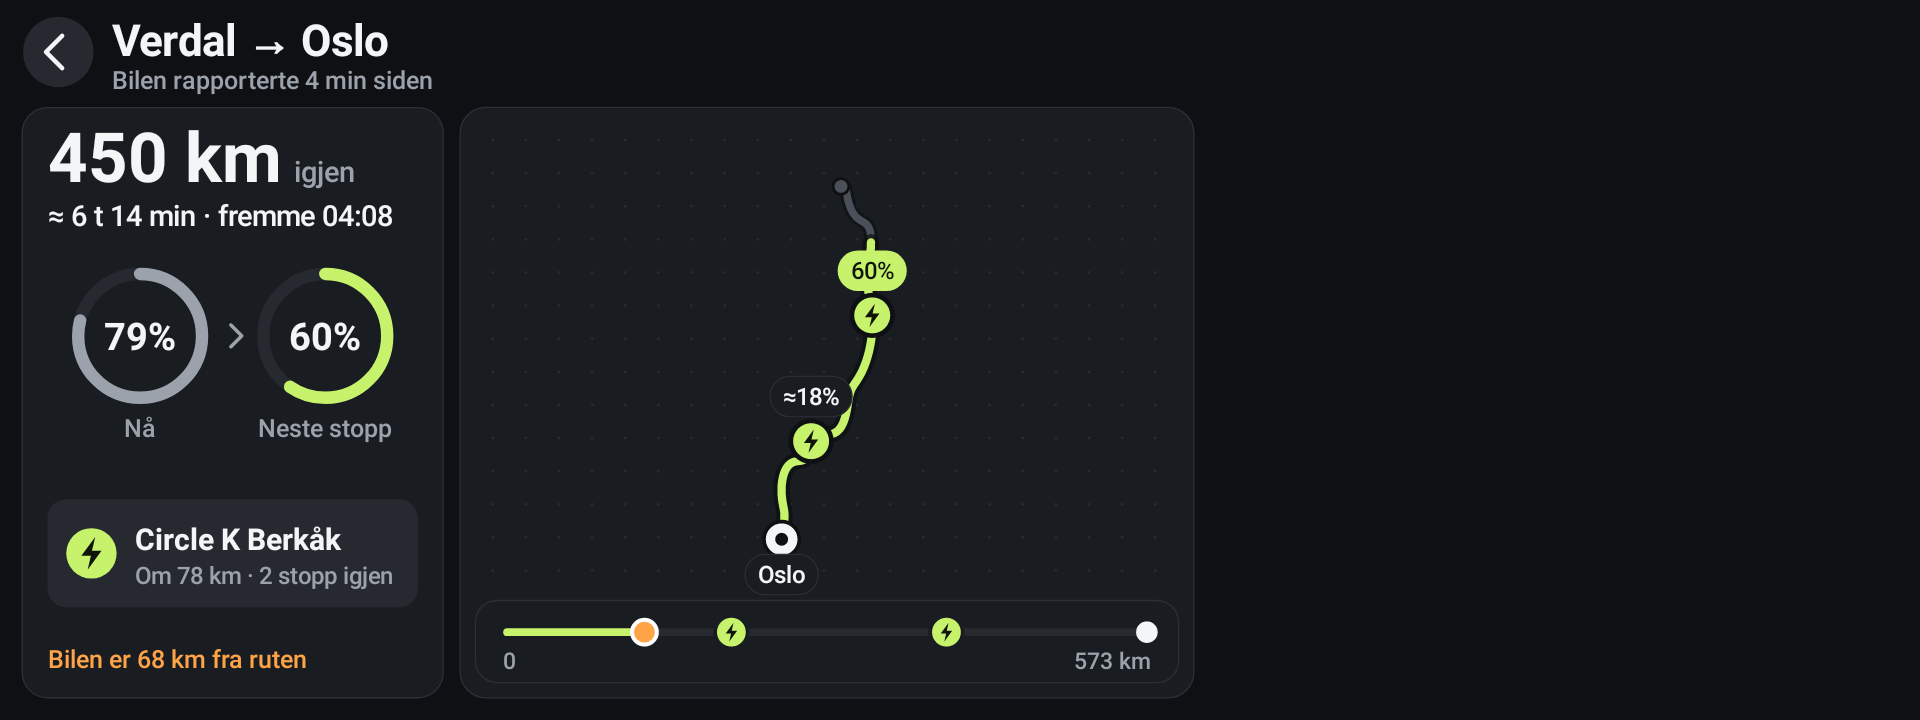 Verdal → Oslo
Bilen rapporterte 4 min siden
450 km igjen
≈ 6 t 14 min · fremme 04:08
79%
60%
Nå
Neste stopp
Circle K Berkåk
Om 78 km · 2 stopp igjen
Bilen er 68 km fra ruten
60%
≈18%
Oslo
0
573 km